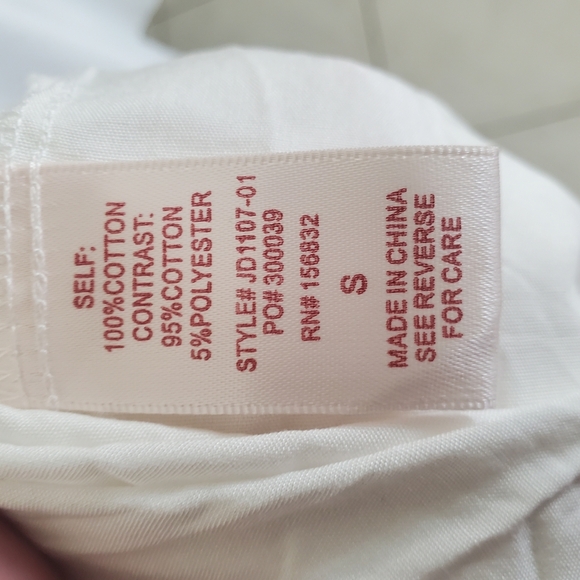 SELF:
100%COTTON
CONTRAST:
95%COTTON
5%POLYESTER
STYLE# JD1107-01
PO# 300039
RN# 156832
S
MADE IN CHINA
SEE REVERSE
FOR CARE